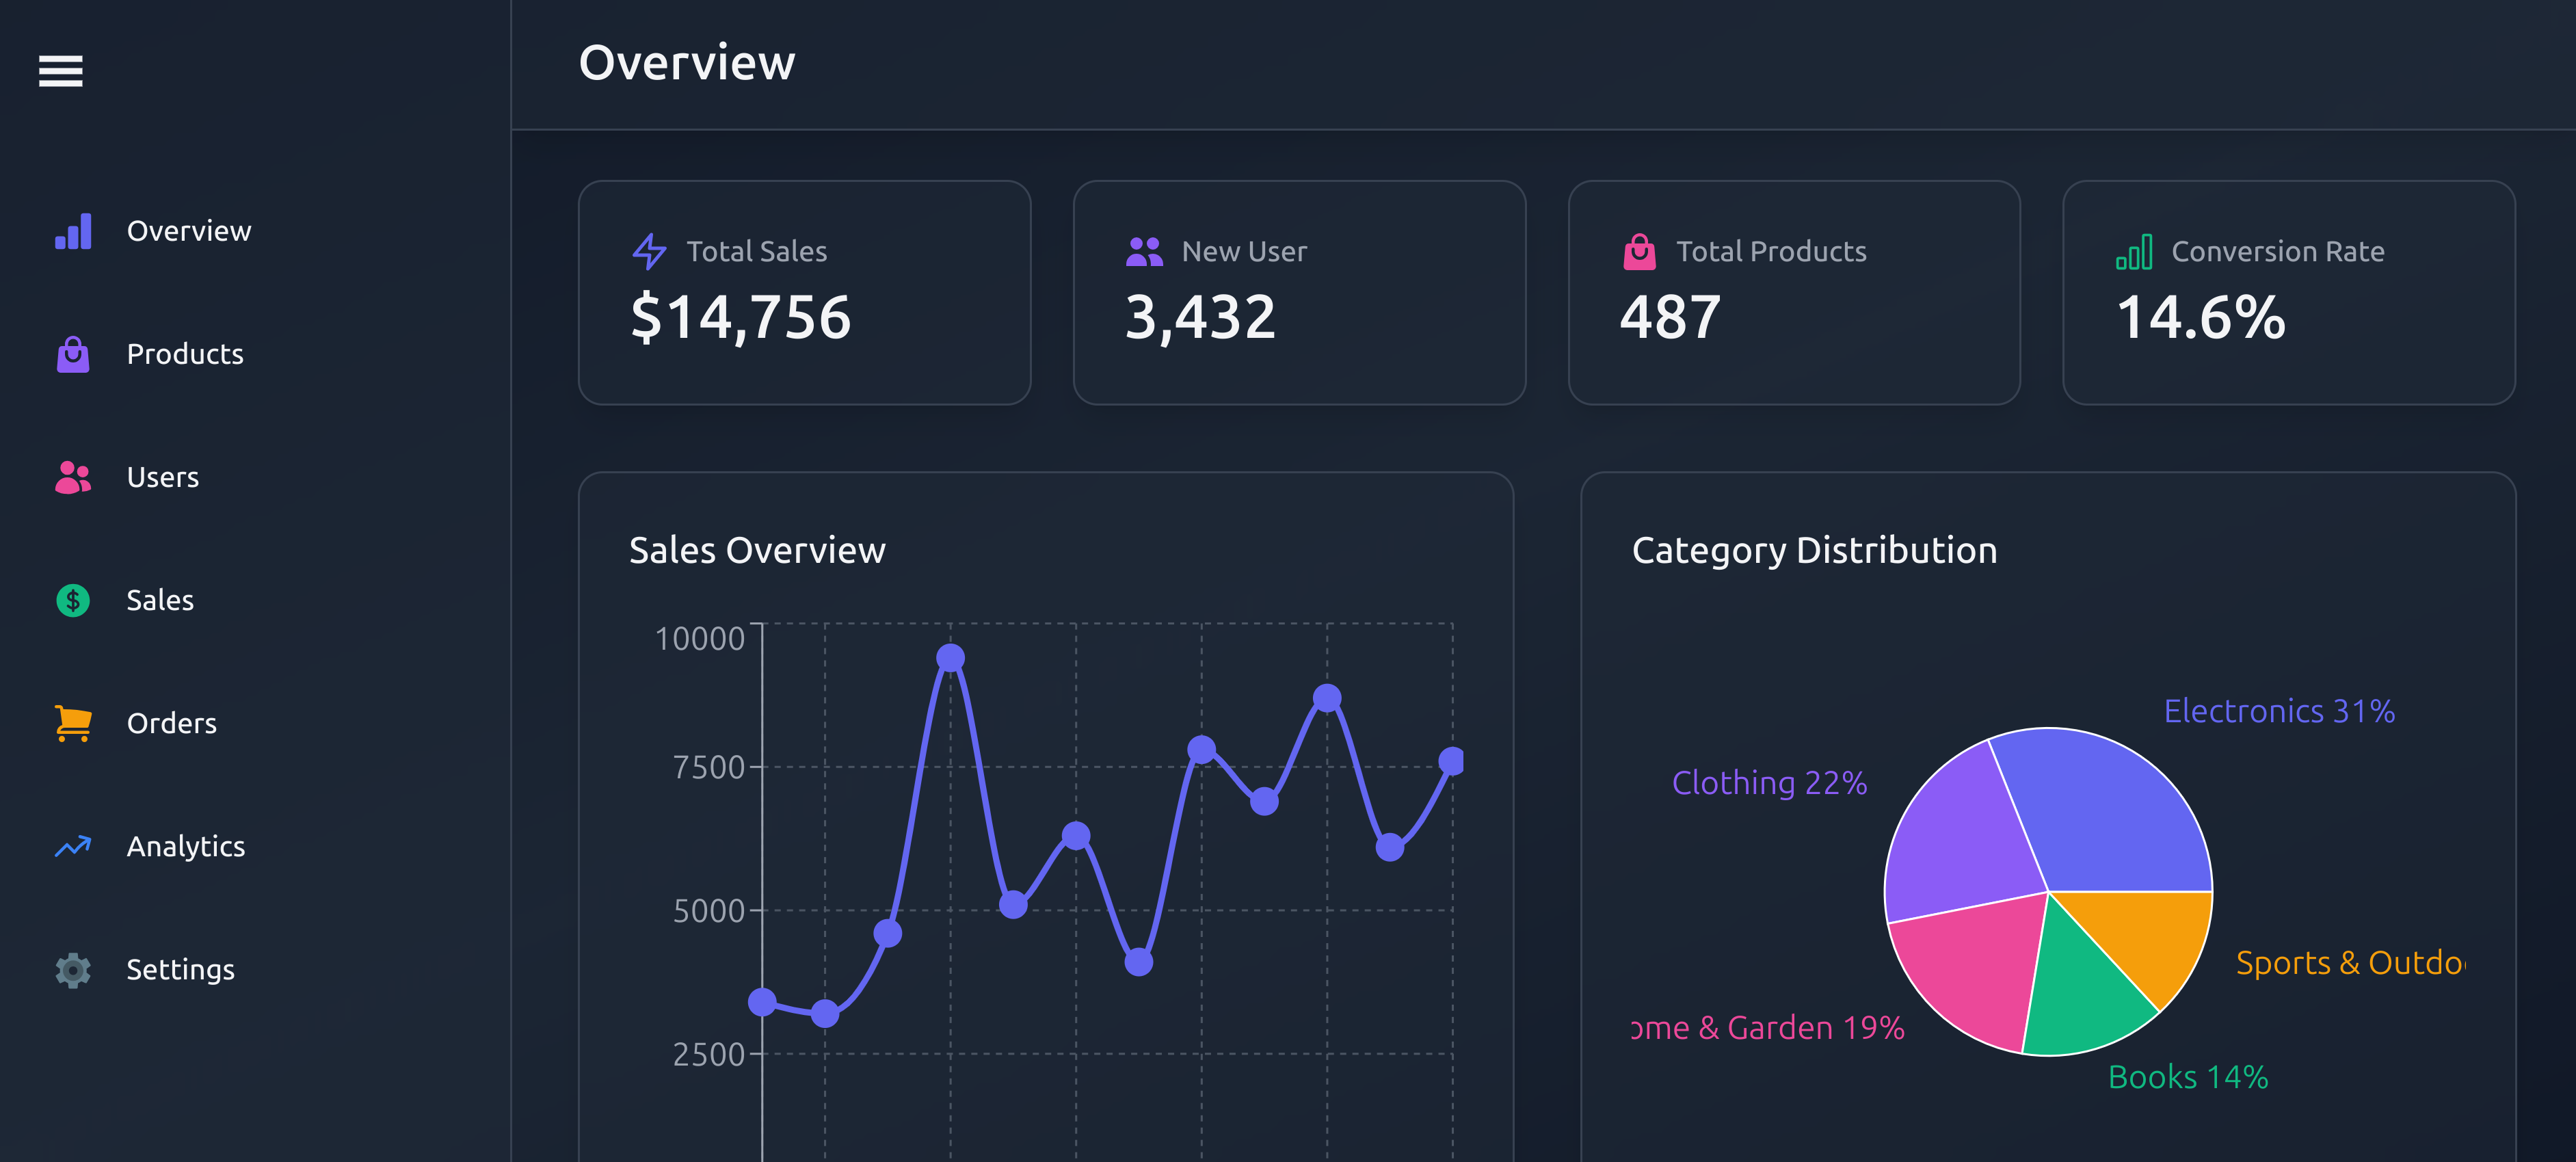 Overview
Overview
Products
Users
Sales
Orders
Analytics
Settings
Total Sales
$14,756
New User
3,432
Total Products
487
Conversion Rate
14.6%
Sales Overview
10000
7500
5000
2500
Category Distribution
Electronics 31%
Clothing 22%
Sports &
ome & Garden 19%
Books 14%